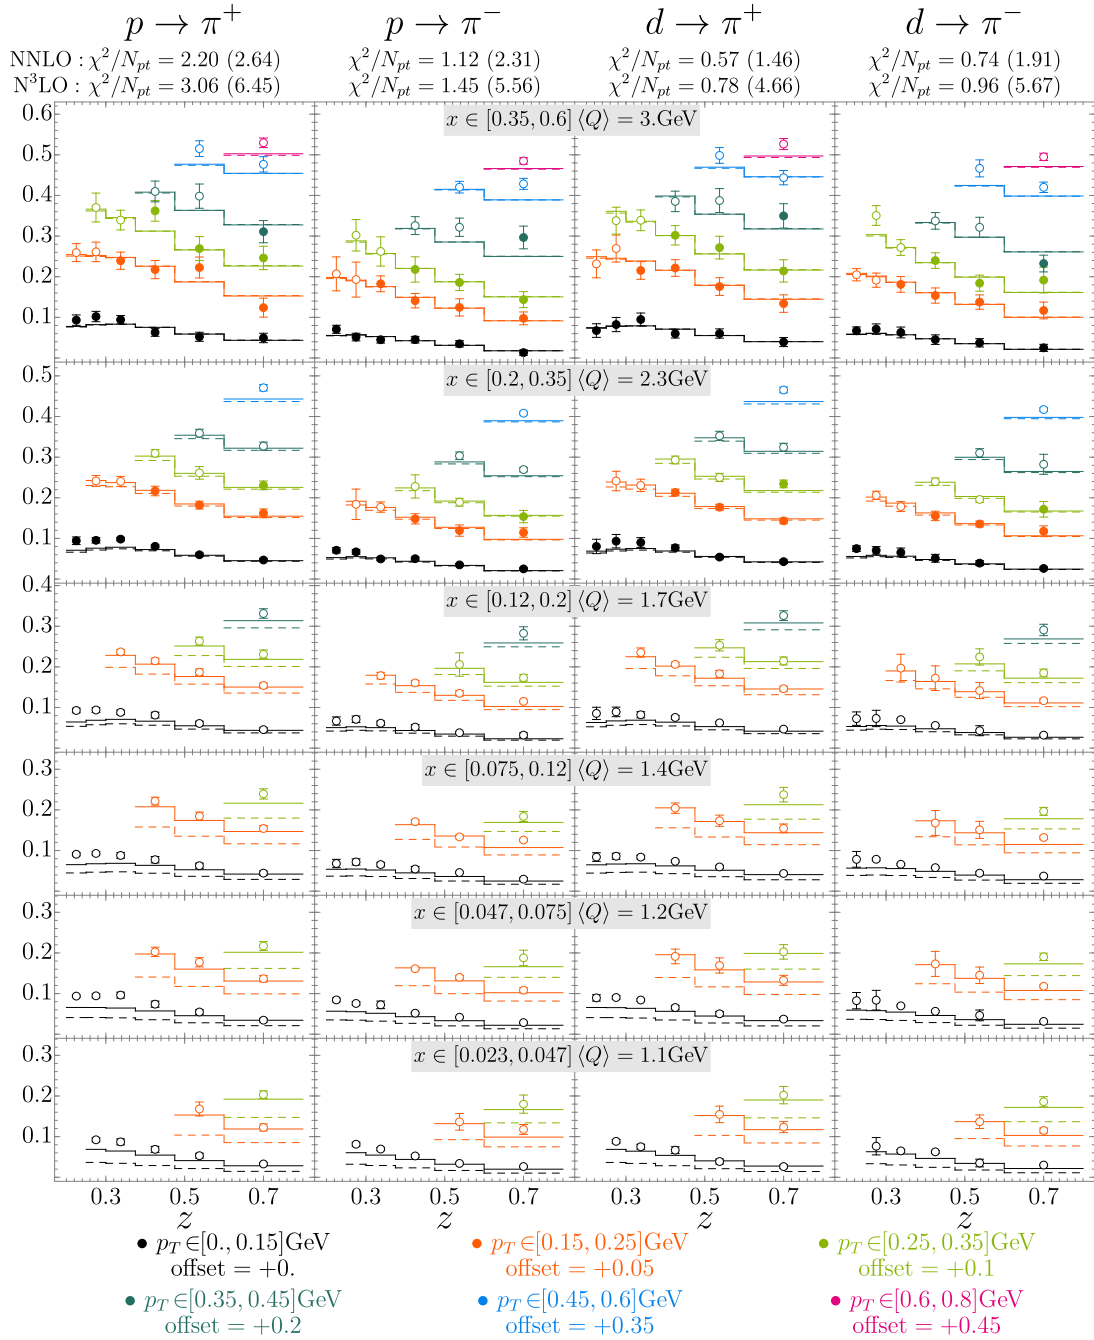 p → π⁺ p → π⁻ d → π⁺ d → π⁻
NNLO : χ²/N_pt = 2.20 (2.64) χ²/N_pt = 1.12 (2.31) χ²/N_pt = 0.57 (1.46) χ²/N_pt = 0.74 (1.91)
N³LO : χ²/N_pt = 3.06 (6.45) χ²/N_pt = 1.45 (5.56) χ²/N_pt = 0.78 (4.66) χ²/N_pt = 0.96 (5.67)
0.6
x ∈ [0.35, 0.6] ⟨Q⟩ = 3.GeV
0.5
0.4
0.3
0.2
0.1
0.5
x ∈ [0.2, 0.35] ⟨Q⟩ = 2.3GeV
0.4
0.3
0.2
0.1
0.4
x ∈ [0.12, 0.2] ⟨Q⟩ = 1.7GeV
0.3
0.2
0.1
0.3
x ∈ [0.075, 0.12] ⟨Q⟩ = 1.4GeV
0.2
0.1
0.3
x ∈ [0.047, 0.075] ⟨Q⟩ = 1.2GeV
0.2
0.1
x ∈ [0.023, 0.047] ⟨Q⟩ = 1.1GeV
0.2
0.1
0.3 0.5 0.7 0.3 0.5 0.7 0.3 0.5 0.7 0.3 0.5 0.7
z z z z
p_T ∈[0., 0.15]GeV p_T ∈[0.15, 0.25]GeV p_T ∈[0.25, 0.35]GeV
offset = +0. offset = +0.05 offset = +0.1
p_T ∈[0.35, 0.45]GeV p_T ∈[0.45, 0.6]GeV p_T ∈[0.6, 0.8]GeV
offset = +0.2 offset = +0.35 offset = +0.45